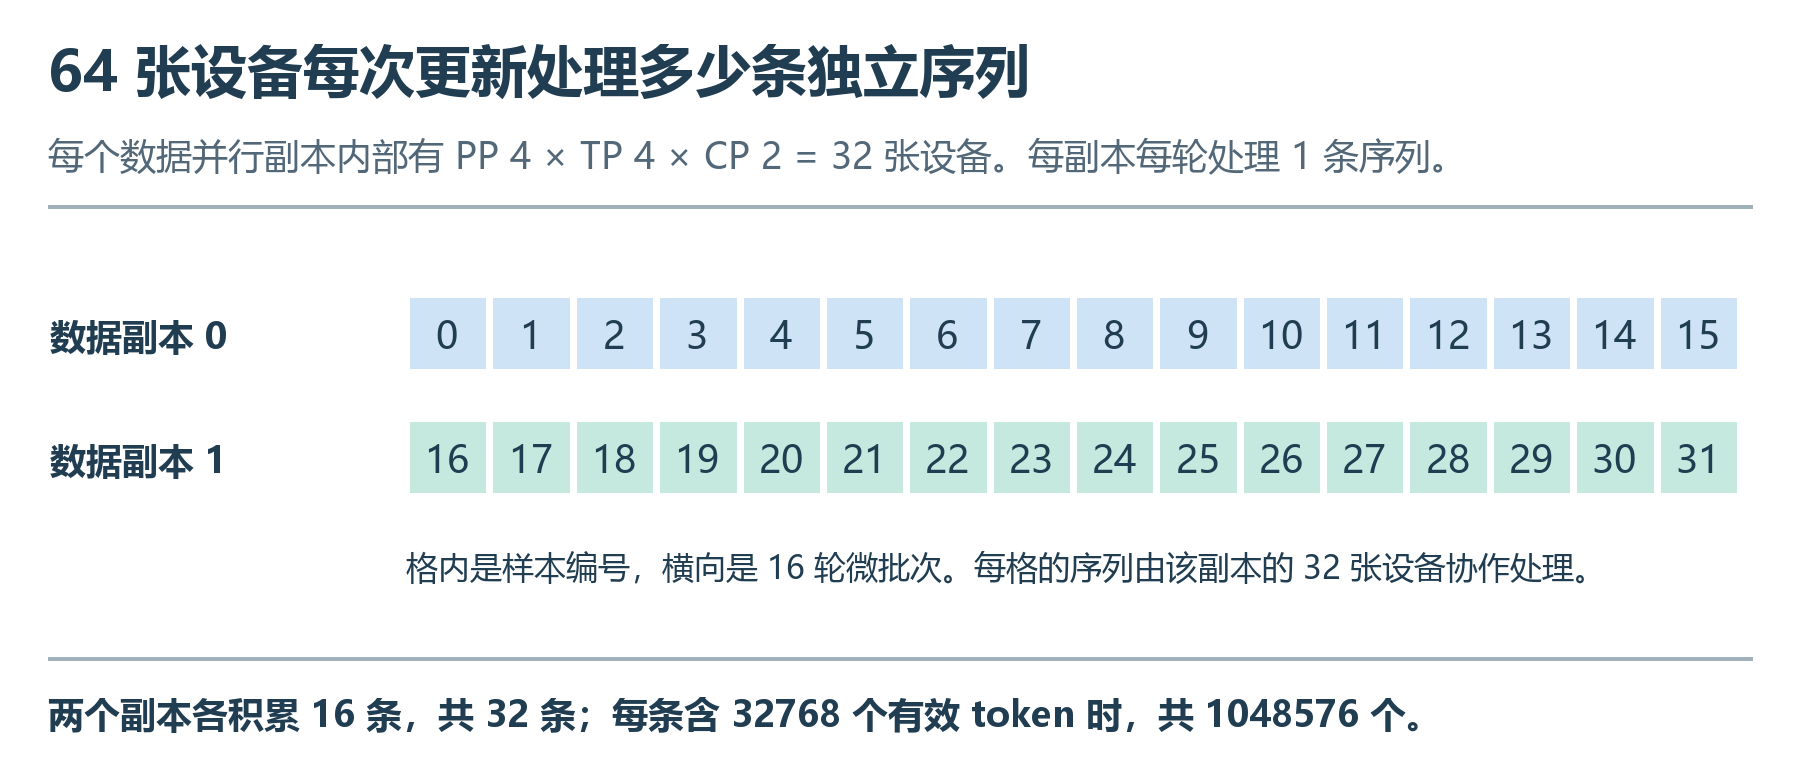 64 张设备每次更新处理多少条独立序列
每个数据并行副本内部有 PP 4 × TP 4 × CP 2 = 32 张设备。每副本每轮处理 1 条序列。
数据副本 0
0 1 2 3 4 5 6 7 8 9 10 11 12 13 14 15
数据副本 1
16 17 18 19 20 21 22 23 24 25 26 27 28 29 30 31
格内是样本编号，横向是 16 轮微批次。每格的序列由该副本的 32 张设备协作处理。
两个副本各积累 16 条，共 32 条；每条含 32768 个有效 token 时，共 1048576 个。